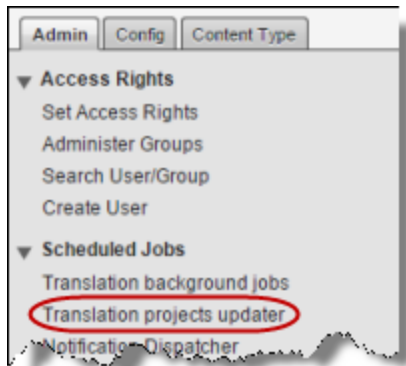 Admin Config Content Type
Access Rights
Set Access Rights
Administer Groups
Search User/Group
Create User
Scheduled Jobs
Translation background jobs
Translation projects updater
Notification Dispatcher